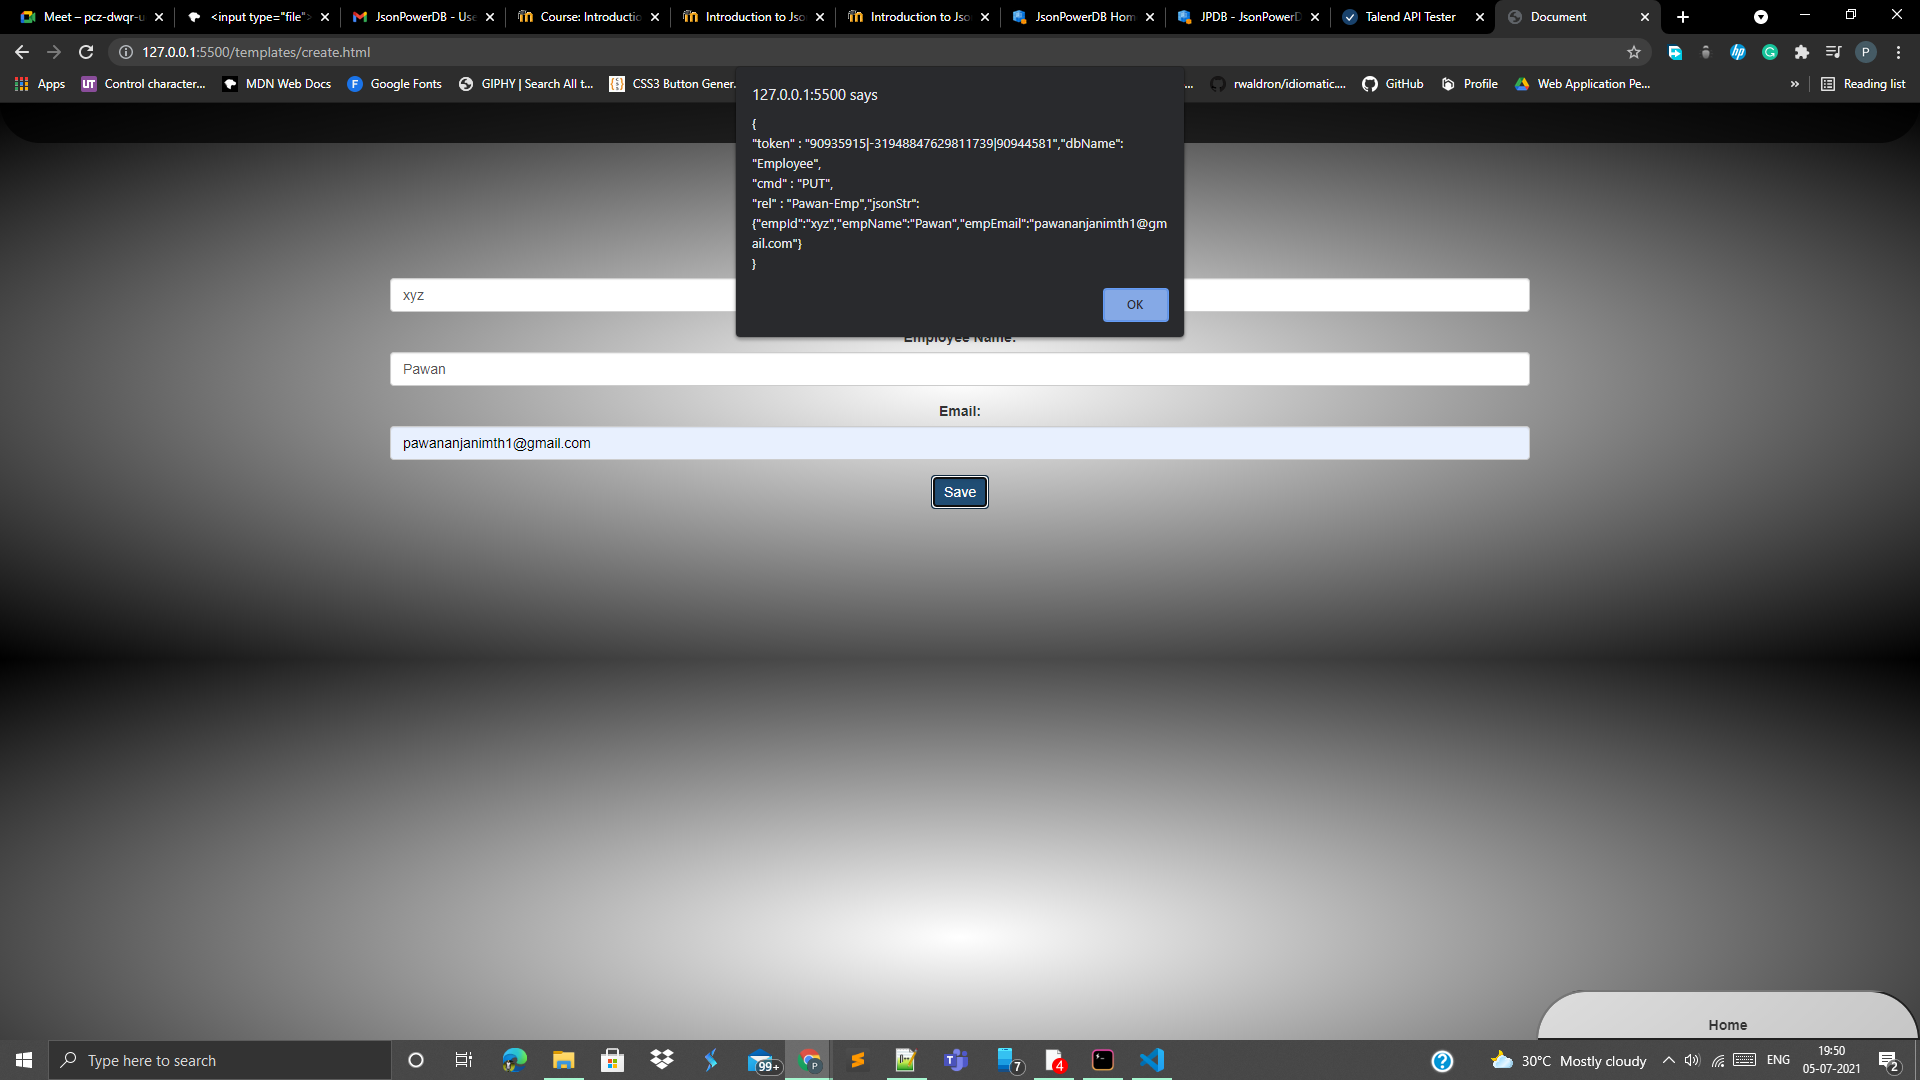 Meet – pcz-dwqr-u
<input type="file">
JsonPowerDB - Use
Course: Introductic
Introduction to Jso
Introduction to Jso
JsonPowerDB Hom
JPDB - JsonPowerD
Talend API Tester
Document
127.0.0.1:5500/templates/create.html
P
Apps
UT
Control character...
MDN Web Docs
F
Google Fonts
GIPHY | Search All t...
CSS3 Button Gener.
...
rwaldron/idiomatic....
GitHub
Profile
Web Application Pe...
»
Reading list
127.0.0.1:5500 says
{
"token" : "90935915|-31948847629811739|90944581","dbName":
"Employee",
"cmd" : "PUT",
"rel" : "Pawan-Emp","jsonStr":
{"empId":"xyz","empName":"Pawan","empEmail":"pawananjanimth1@gm
ail.com"}
}
OK
xyz
Employee Name:
Pawan
Email:
pawananjanimth1@gmail.com
Save
Home
Type here to search
99+
P
7
4
30°C Mostly cloudy
ENG
19:50
05-07-2021
2